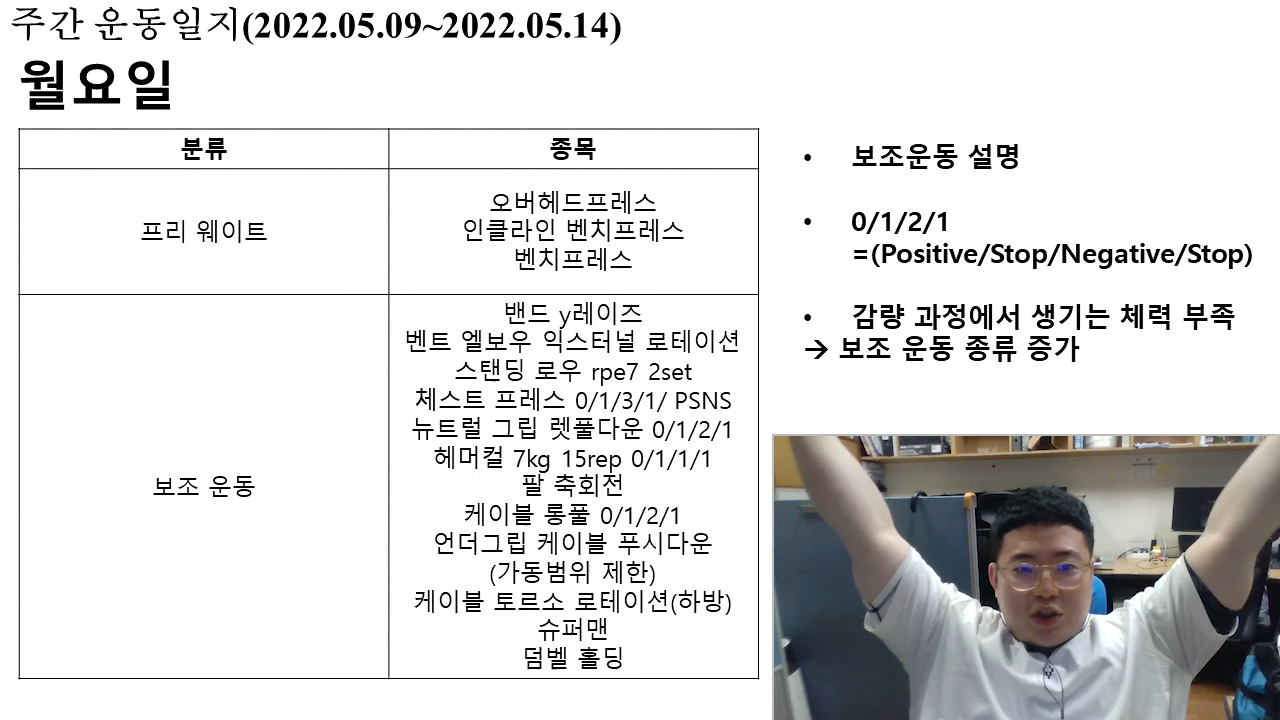 주간 운동일지(2022.05.09~2022.05.14)
월요일
분류 종목
프리 웨이트
오버헤드프레스
인클라인 벤치프레스
벤치프레스
보조 운동
밴드 y레이즈
벤트 엘보우 익스터널 로테이션
스탠딩 로우 rpe7 2set
체스트 프레스 0/1/3/1/ PSNS
뉴트럴 그립 렛풀다운 0/1/2/1
헤머컬 7kg 15rep 0/1/1/1
팔 축회전
케이블 롱풀 0/1/2/1
언더그립 케이블 푸시다운
(가동범위 제한)
케이블 토르소 로테이션(하방)
슈퍼맨
덤벨 홀딩
• 보조운동 설명
• 0/1/2/1
=(Positive/Stop/Negative/Stop)
• 감량 과정에서 생기는 체력 부족
→ 보조 운동 종류 증가